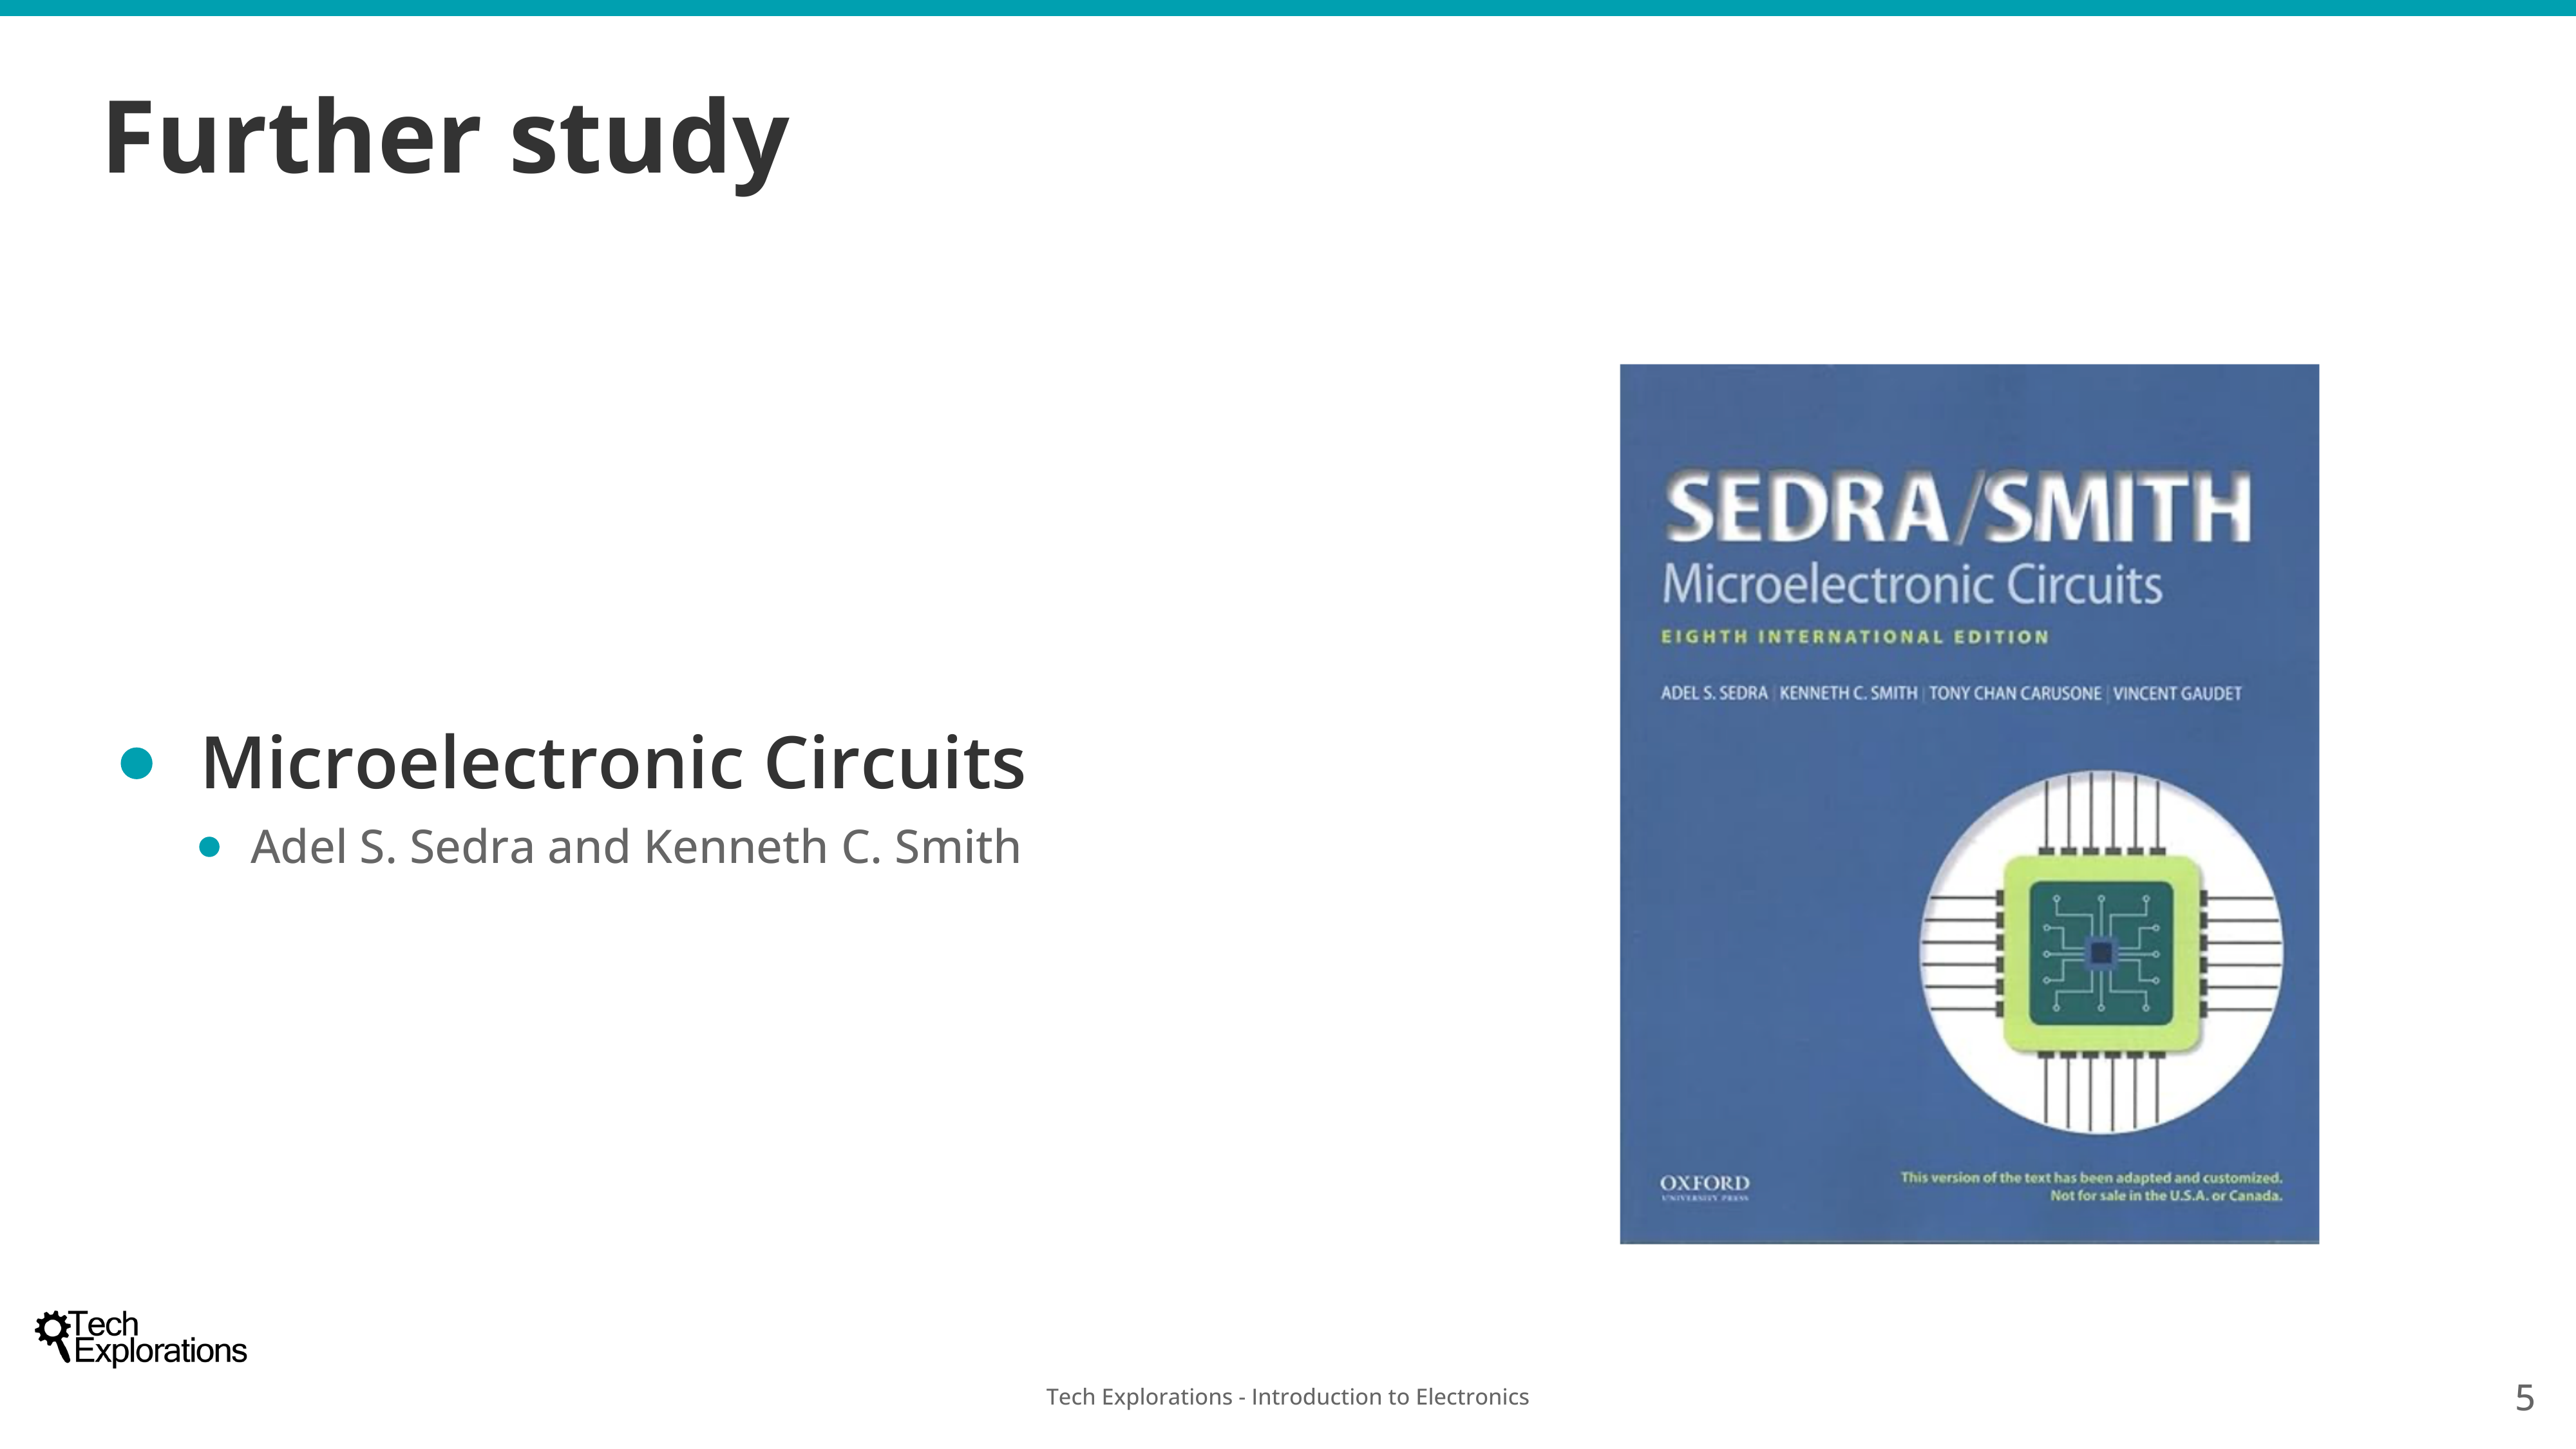 Further study
Microelectronic Circuits
Adel S. Sedra and Kenneth C. Smith
SEDRA/SMITH
Microelectronic Circuits
EIGHTH INTERNATIONAL EDITION
ADEL S. SEDRA | KENNETH C. SMITH | TONY CHAN CARUSONE | VINCENT GAUDET
OXFORD
UNIVERSITY PRESS
This version of the text has been adapted and customized.
Not for sale in the U.S.A. or Canada.
Tech
Explorations
Tech Explorations - Introduction to Electronics
5